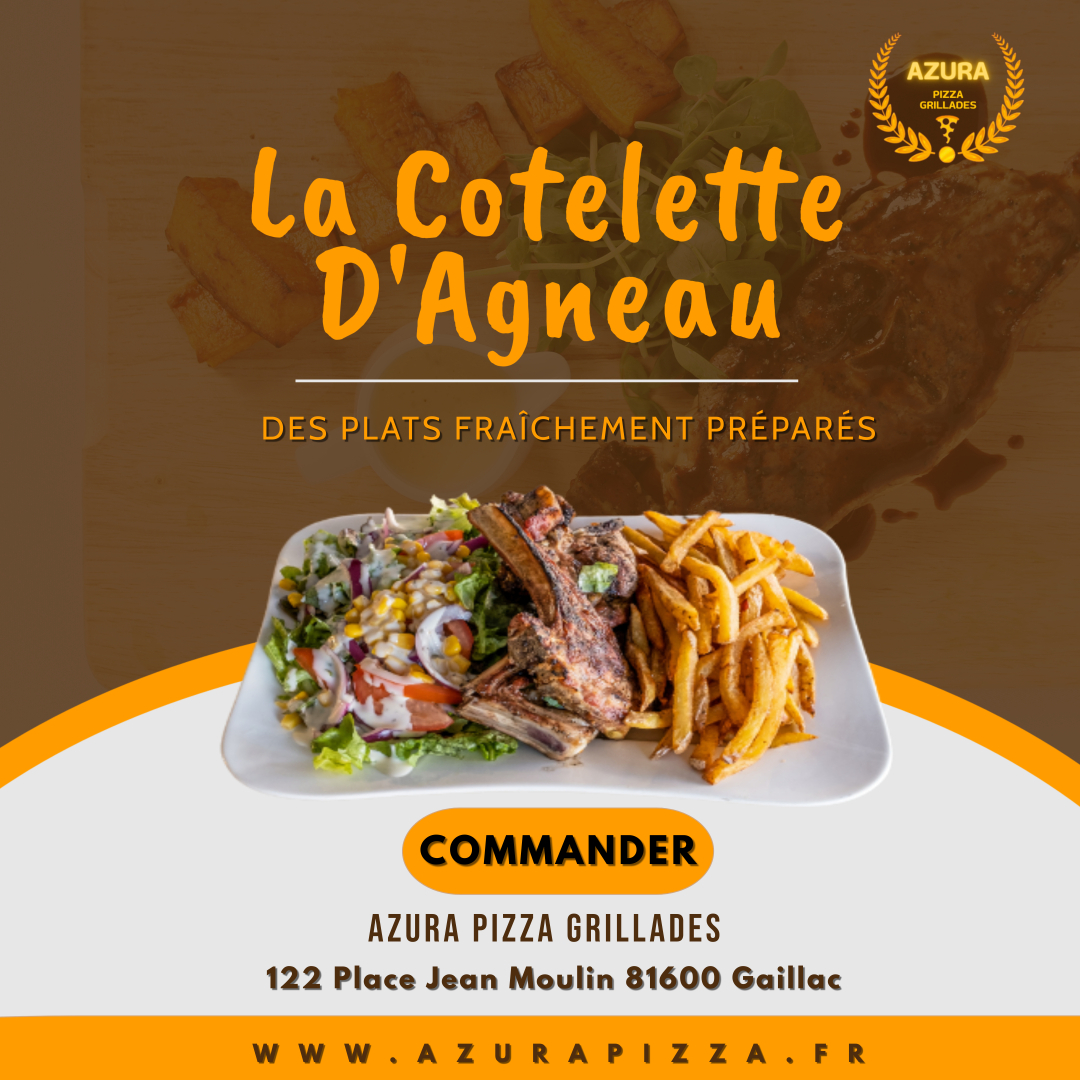 AZURA
PIZZA
GRILLADES
La Cotelette
D'Agneau
DES PLATS FRAÎCHEMENT PRÉPARÉS
COMMANDER
AZURA PIZZA GRILLADES
122 Place Jean Moulin 81600 Gaillac
WWW.AZURAPIZZA.FR